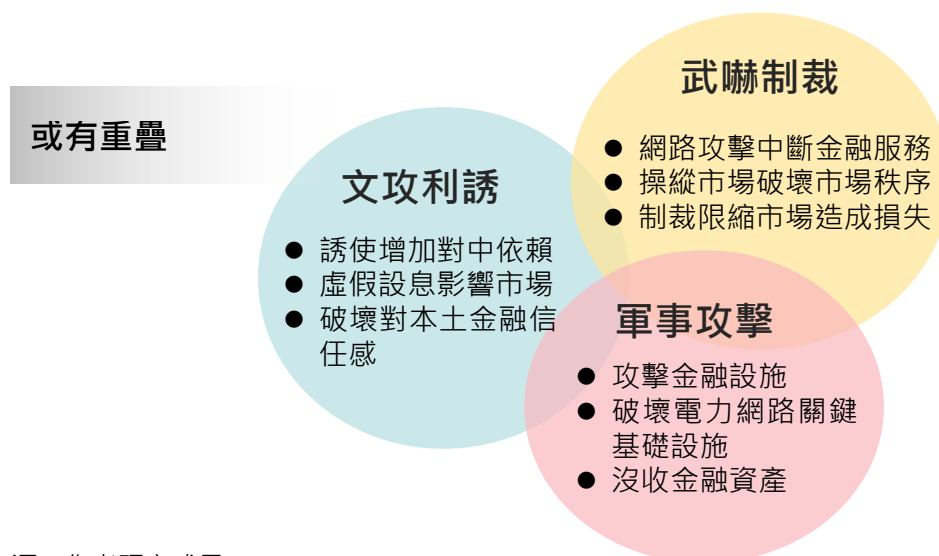 或有重疊
文攻利誘
● 誘使增加對中依賴
● 虛假設息影響市場
● 破壞對本土金融信
任感
武嚇制裁
● 網路攻擊中斷金融服務
● 操縱市場破壞市場秩序
● 制裁限縮市場造成損失
軍事攻擊
● 攻擊金融設施
● 破壞電力網路關鍵
基礎設施
● 沒收金融資產